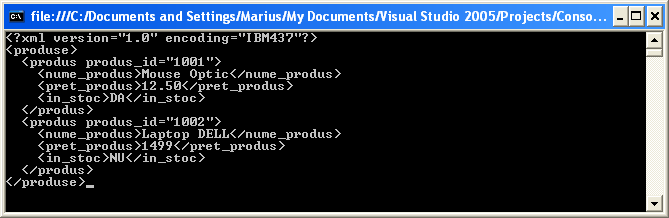 file:///C:/Documents and Settings/Marius/My Documents/Visual Studio 2005/Projects/Conso...
<?xml version="1.0" encoding="IBM437"?>
<produse>
  <produs produs_id="1001">
    <nume_produs>Mouse Optic</nume_produs>
    <pret_produs>12.50</pret_produs>
    <in_stoc>DA</in_stoc>
  </produs>
  <produs produs_id="1002">
    <nume_produs>Laptop DELL</nume_produs>
    <pret_produs>1499</pret_produs>
    <in_stoc>NU</in_stoc>
  </produs>
</produse>_